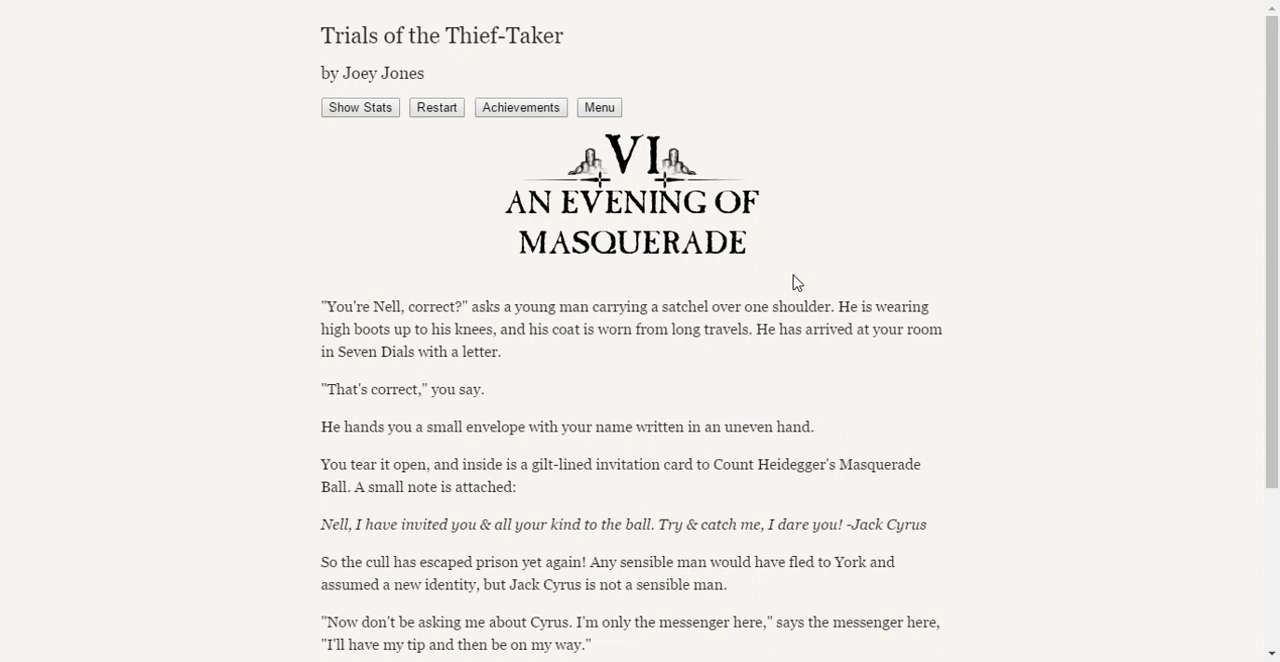 Trials of the Thief-Taker
by Joey Jones
Show Stats
Restart
Achievements
Menu
VI
AN EVENING OF
MASQUERADE
"You're Nell, correct?" asks a young man carrying a satchel over one shoulder. He is wearing
high boots up to his knees, and his coat is worn from long travels. He has arrived at your room
in Seven Dials with a letter.
"That's correct," you say.
He hands you a small envelope with your name written in an uneven hand.
You tear it open, and inside is a gilt-lined invitation card to Count Heidegger's Masquerade
Ball. A small note is attached:
Nell, I have invited you & all your kind to the ball. Try & catch me, I dare you! -Jack Cyrus
So the cull has escaped prison yet again! Any sensible man would have fled to York and
assumed a new identity, but Jack Cyrus is not a sensible man.
"Now don't be asking me about Cyrus. I'm only the messenger here," says the messenger here,
"I'll have my tip and then be on my way."